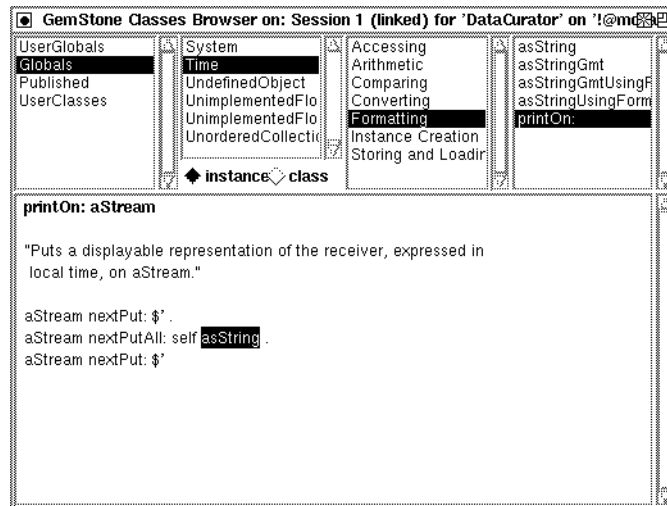 GemStone Classes Browser on: Session 1 (linked) for 'DataCurator' on '!@
UserGlobals
Globals
Published
UserClasses
System
Time
UndefinedObject
UnimplementedFlo
UnimplementedFlo
UnorderedCollectic
instance
class
Accessing
Arithmetic
Comparing
Converting
Formatting
Instance Creation
Storing and Loadir
asString
asStringGmt
asStringGmtUsingF
asStringUsingForm
printOn:
printOn: aStream
"Puts a displayable representation of the receiver, expressed in
local time, on aStream."
aStream nextPut: $' .
aStream nextPutAll: self asString .
aStream nextPut: $'